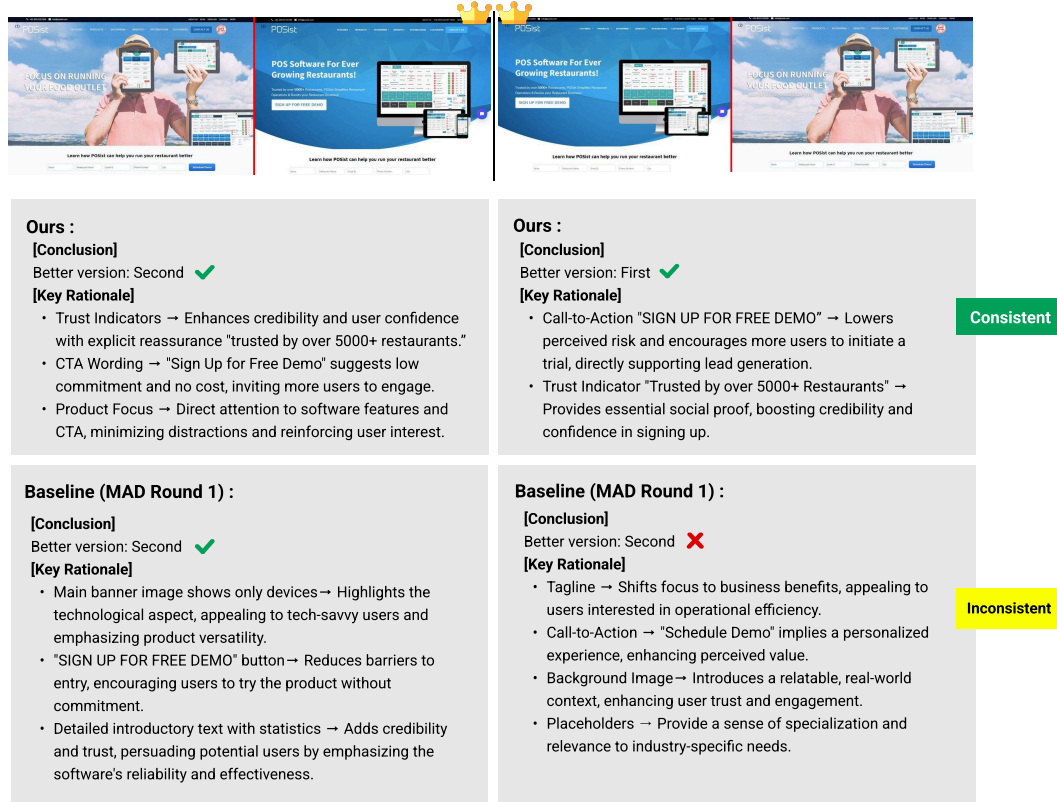 POSist
FOCUS ON RUNNING
YOUR FOOD OUTLET
Learn how POSist can help you run your restaurant better
POSist
POS Software For Ever
Growing Restaurants!
SIGN UP FOR FREE DEMO
Learn how POSist can help you run your restaurant better
POSist
POS Software For Ever
Growing Restaurants!
SIGN UP FOR FREE DEMO
Learn how POSist can help you run your restaurant better
POSist
FOCUS ON RUNNING
YOUR FOOD OUTLET
Learn how POSist can help you run your restaurant better
Ours :
[Conclusion]
Better version: Second
[Key Rationale]
• Trust Indicators → Enhances credibility and user confidence
with explicit reassurance "trusted by over 5000+ restaurants.”
• CTA Wording → "Sign Up for Free Demo" suggests low
commitment and no cost, inviting more users to engage.
• Product Focus → Direct attention to software features and
CTA, minimizing distractions and reinforcing user interest.
Ours :
[Conclusion]
Better version: First
[Key Rationale]
• Call-to-Action "SIGN UP FOR FREE DEMO” → Lowers
perceived risk and encourages more users to initiate a
trial, directly supporting lead generation.
• Trust Indicator "Trusted by over 5000+ Restaurants" →
Provides essential social proof, boosting credibility and
confidence in signing up.
Consistent
Baseline (MAD Round 1) :
[Conclusion]
Better version: Second
[Key Rationale]
• Main banner image shows only devices→ Highlights the
technological aspect, appealing to tech-savvy users and
emphasizing product versatility.
• "SIGN UP FOR FREE DEMO" button→ Reduces barriers to
entry, encouraging users to try the product without
commitment.
• Detailed introductory text with statistics → Adds credibility
and trust, persuading potential users by emphasizing the
software's reliability and effectiveness.
Baseline (MAD Round 1) :
[Conclusion]
Better version: Second
[Key Rationale]
• Tagline → Shifts focus to business benefits, appealing to
users interested in operational efficiency.
• Call-to-Action → "Schedule Demo" implies a personalized
experience, enhancing perceived value.
• Background Image→ Introduces a relatable, real-world
context, enhancing user trust and engagement.
• Placeholders → Provide a sense of specialization and
relevance to industry-specific needs.
Inconsistent